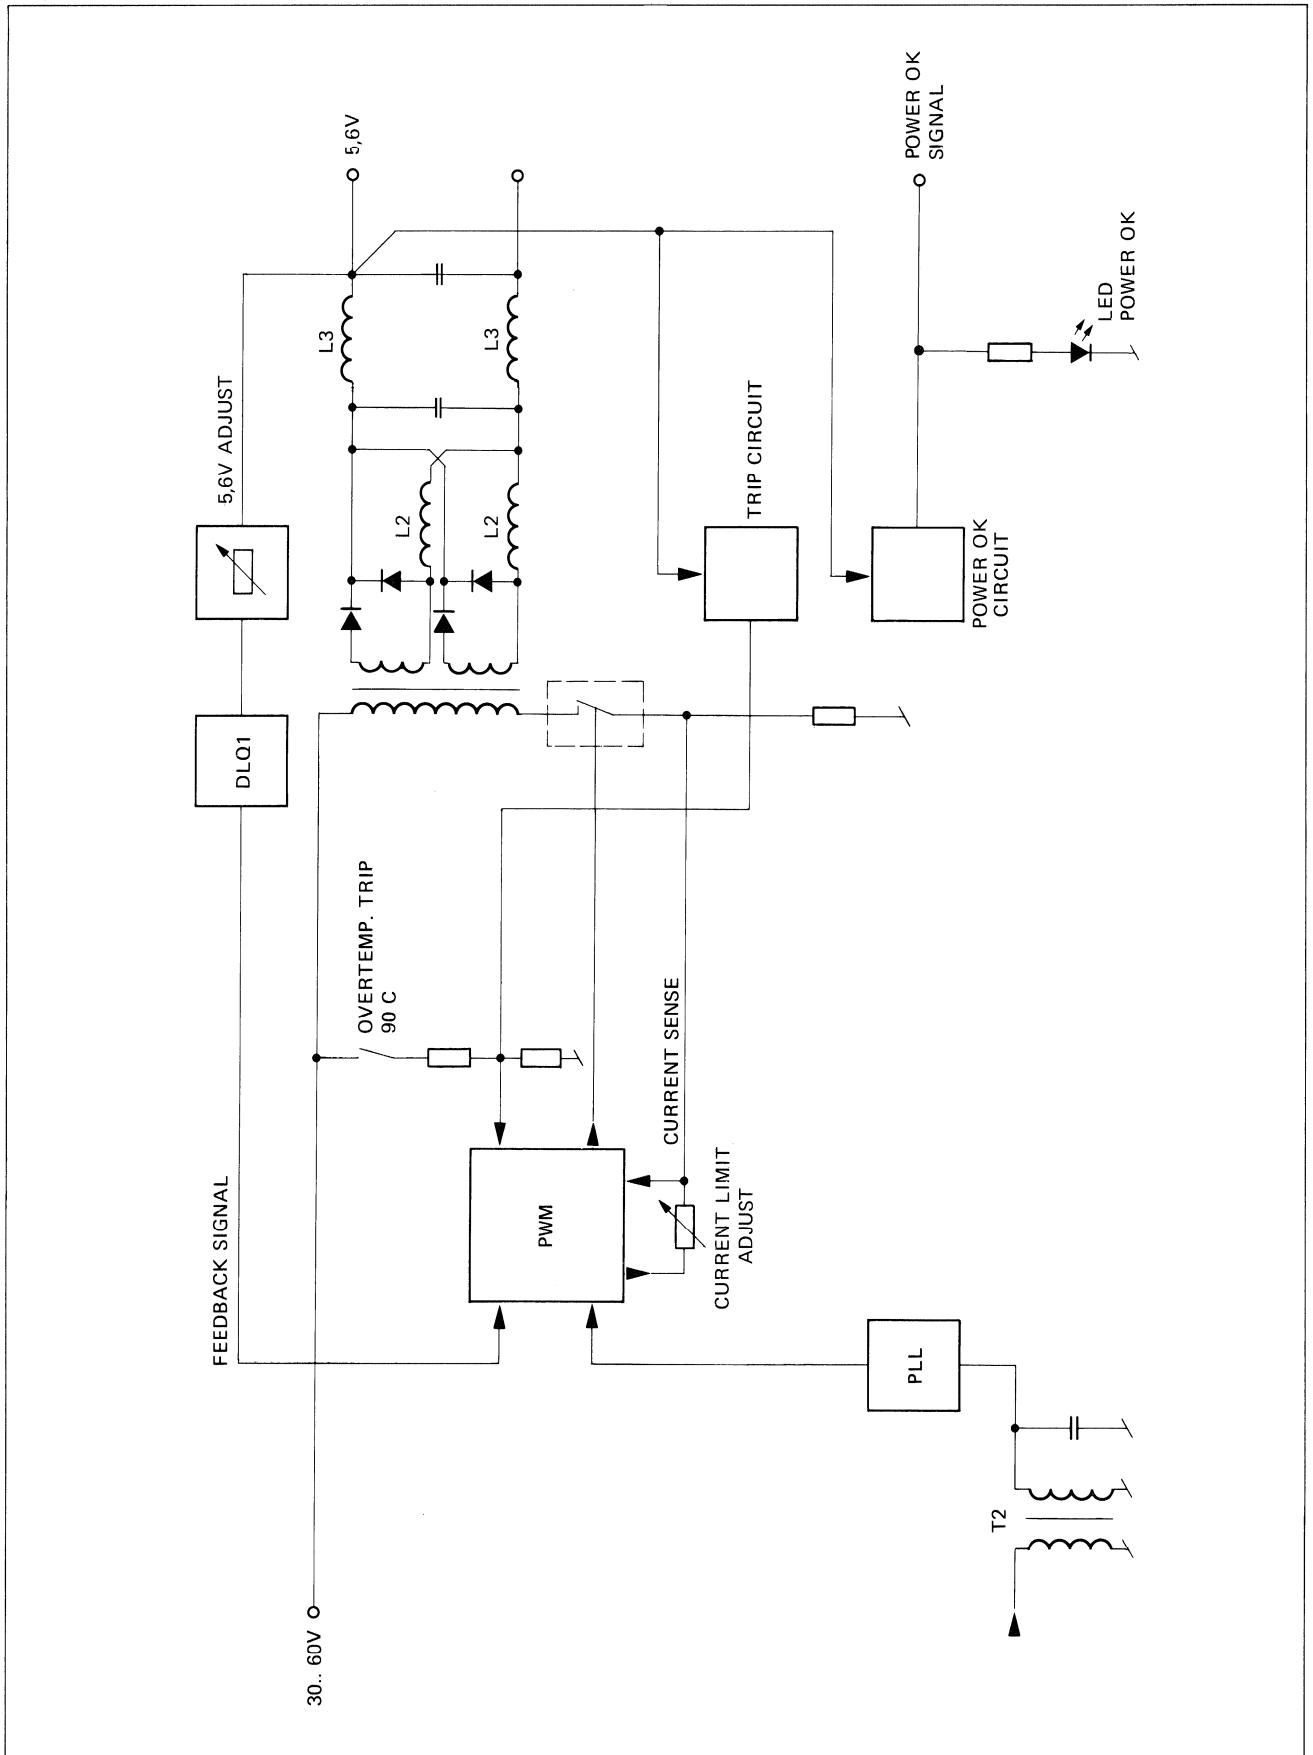 30.. 60V
FEEDBACK SIGNAL
DLQ1
5,6V ADJUST
OVERTEMP. TRIP
90 C
L3
5,6V
L2
L3
L2
PWM
CURRENT SENSE
CURRENT LIMIT
ADJUST
TRIP CIRCUIT
POWER OK
CIRCUIT
POWER OK
SIGNAL
LED
POWER OK
PLL
T2